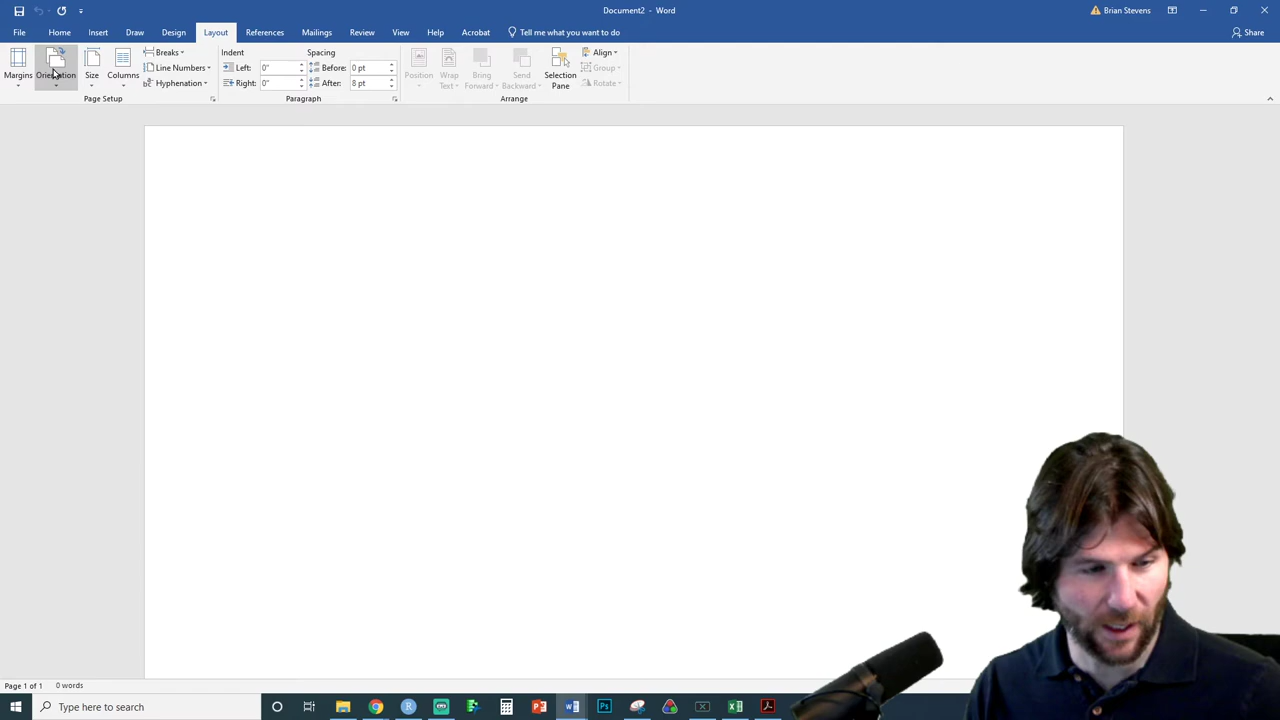 Document2 - Word
Brian Stevens
File Home Insert Draw Design Layout References Mailings Review View Help Acrobat Tell me what you want to do Share
Margins Orientation Size Columns
Breaks
Line Numbers
Hyphenation
Page Setup
Indent Spacing
Left: 0" Before: 0 pt
Right: 0" After: 8 pt
Paragraph
Position
Wrap Text
Bring Forward
Send Backward
Selection Pane
Align
Group
Rotate
Arrange
Page 1 of 1 0 words
Type here to search